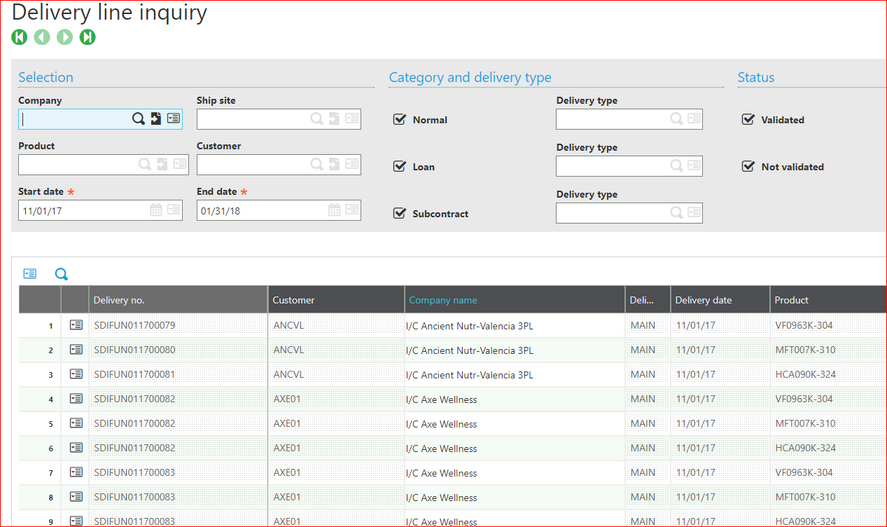 Delivery line inquiry
Selection
Category and delivery type
Status
Company
Ship site
Delivery type
Normal
Validated
Product
Customer
Delivery type
Loan
Not validated
Start date *
End date *
Delivery type
11/01/17
01/31/18
Subcontract
Delivery no. Customer Company name Deli... Delivery date Product
1 SDIFUN011700079 ANCVL I/C Ancient Nutr-Valencia 3PL MAIN 11/01/17 VF0963K-304
2 SDIFUN011700080 ANCVL I/C Ancient Nutr-Valencia 3PL MAIN 11/01/17 MFT007K-310
3 SDIFUN011700081 ANCVL I/C Ancient Nutr-Valencia 3PL MAIN 11/01/17 HCA090K-324
4 SDIFUN011700082 AXE01 I/C Axe Wellness MAIN 11/01/17 VF0963K-304
5 SDIFUN011700082 AXE01 I/C Axe Wellness MAIN 11/01/17 MFT007K-310
6 SDIFUN011700082 AXE01 I/C Axe Wellness MAIN 11/01/17 HCA090K-324
7 SDIFUN011700083 AXE01 I/C Axe Wellness MAIN 11/01/17 VF0963K-304
8 SDIFUN011700083 AXE01 I/C Axe Wellness MAIN 11/01/17 MFT007K-310
9 SDIFUN011700083 AXE01 I/C Axe Wellness MAIN 11/01/17 HCA090K-324